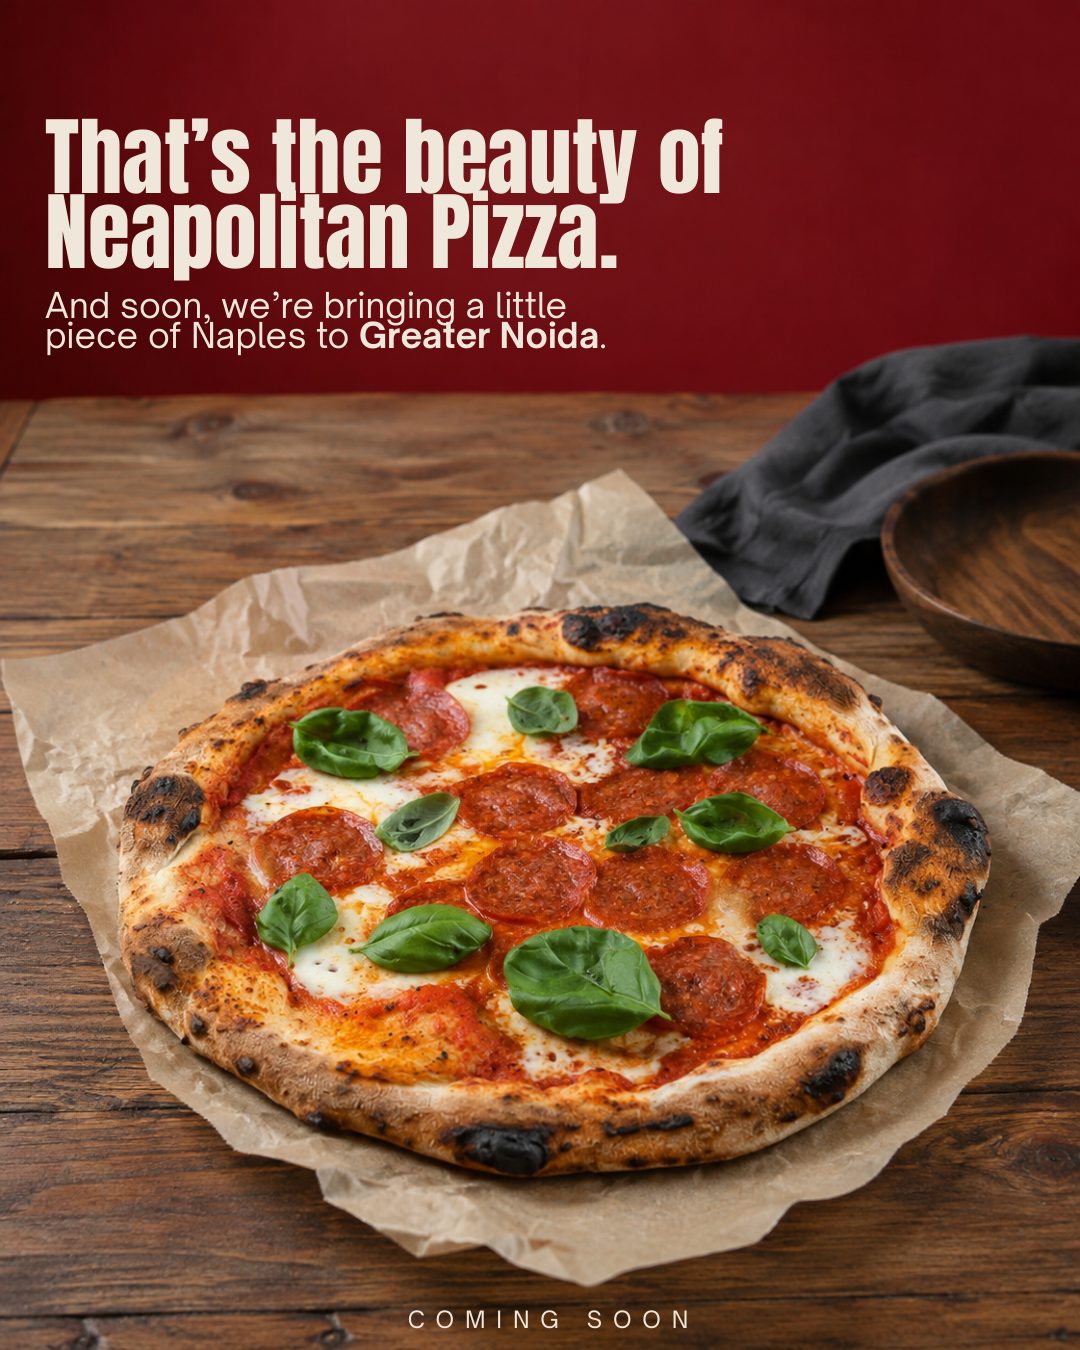 That’s the beauty of
Neapolitan Pizza.
And soon, we’re bringing a little
piece of Naples to Greater Noida.
COMING SOON